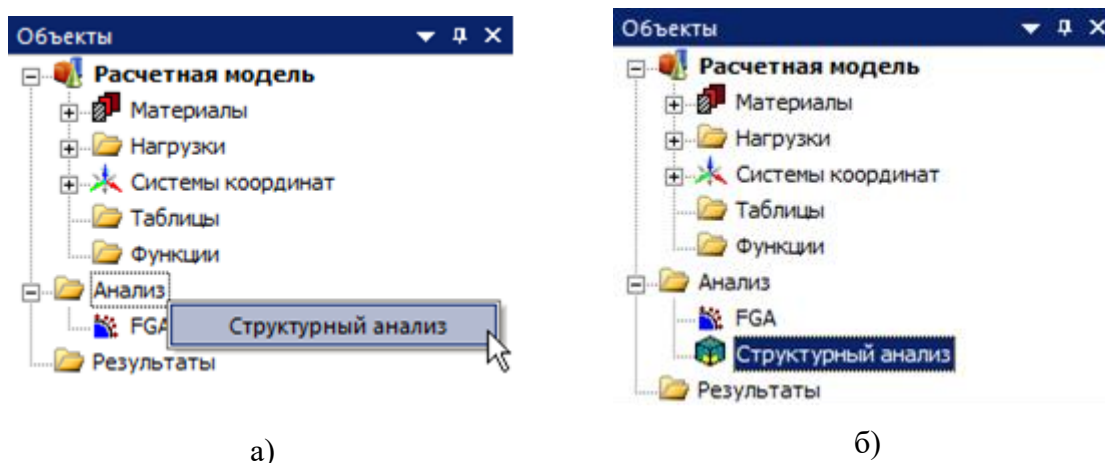 Объекты
Расчетная модель
Материалы
Нагрузки
Системы координат
Таблицы
Функции
Анализ
FGA
Структурный анализ
Результаты
а)
Объекты
Расчетная модель
Материалы
Нагрузки
Системы координат
Таблицы
Функции
Анализ
FGA
Структурный анализ
Результаты
б)